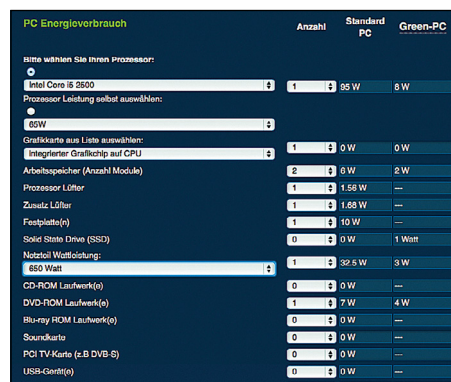 PC Energieverbrauch Anzahl Standard PC Green-PC
Bitte wählen Sie Ihren Prozessor:
Intel Core i5 2500 1 95 W 8 W
Prozessor Leistung selbst auswählen:
65W
Grafikkarte aus Liste auswählen:
Integrierter Grafikchip auf CPU 1 0 W 0 W
Arbeitsspeicher (Anzahl Module) 2 6 W 2 W
Prozessor Lüfter 1 1.56 W ---
Zusatz Lüfter 1 1.68 W ---
Festplatte(n) 1 10 W ---
Solid State Drive (SSD) 0 0 W 1 Watt
Netzteil Wattleistung:
650 Watt 1 32.5 W 3 W
CD-ROM Laufwerk(e) 0 0 W ---
DVD-ROM Laufwerk(e) 1 7 W 4 W
Blu-ray ROM Laufwerk(e) 0 0 W ---
Soundkarte 0 0 W ---
PCI TV-Karte (z.B DVB-S) 0 0 W ---
USB-Gerät(e) 0 0 W ---